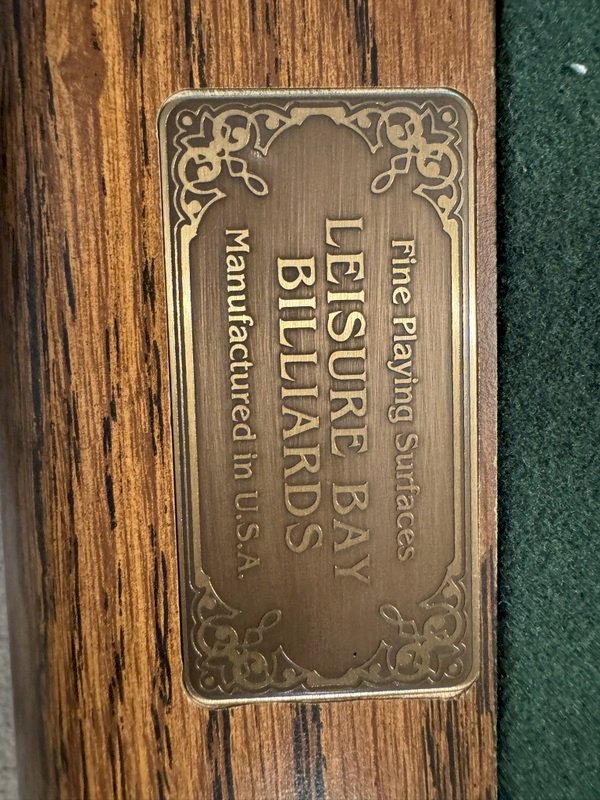 Fine Playing Surfaces
LEISURE BAY
BILLIARDS
Manufactured in U.S.A.